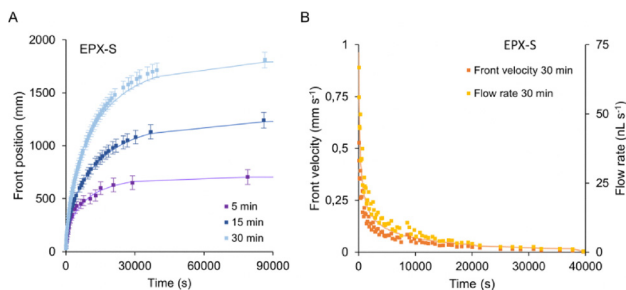 A
EPX-S
Front position (mm)
2000
1500
1000
500
0
0
30000
60000
90000
Time (s)
5 min
15 min
30 min
B
EPX-S
Front velocity 30 min
Flow rate 30 min
Front velocity (mm s⁻¹)
1
0,75
0,5
0,25
0
Flow rate (nL s⁻¹)
75
50
25
0
0
10000
20000
30000
40000
Time (s)